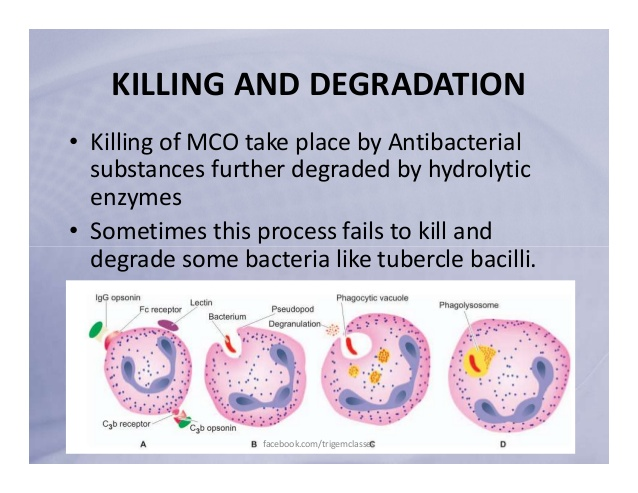 KILLING AND DEGRADATION
• Killing of MCO take place by Antibacterial
substances further degraded by hydrolytic
enzymes
• Sometimes this process fails to kill and
degrade some bacteria like tubercle bacilli.
IgG opsonin
Fc receptor
Lectin
Bacterium
Pseudopod
Degranulation
Phagocytic vacuole
Phagolysosome
C3b receptor
C3b opsonin
A
B
facebook.com/trigemclasses
C
D